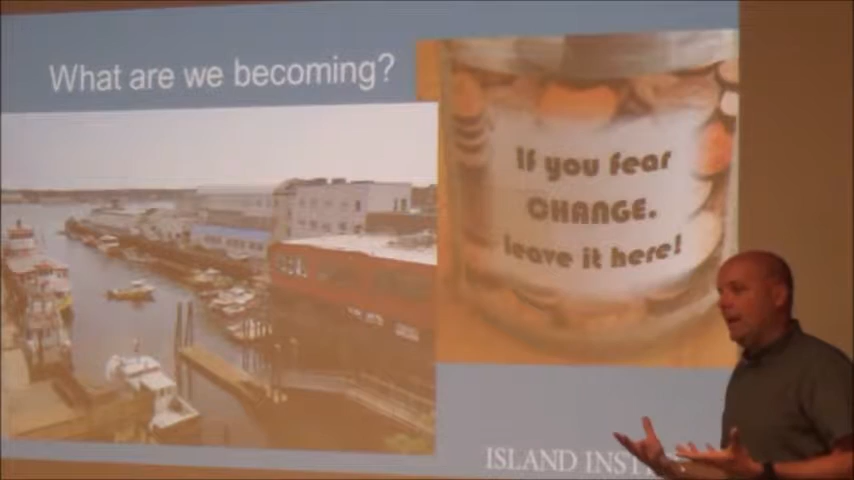 What are we becoming?
If you fear
CHANGE.
leave it here!
ISLAND INST